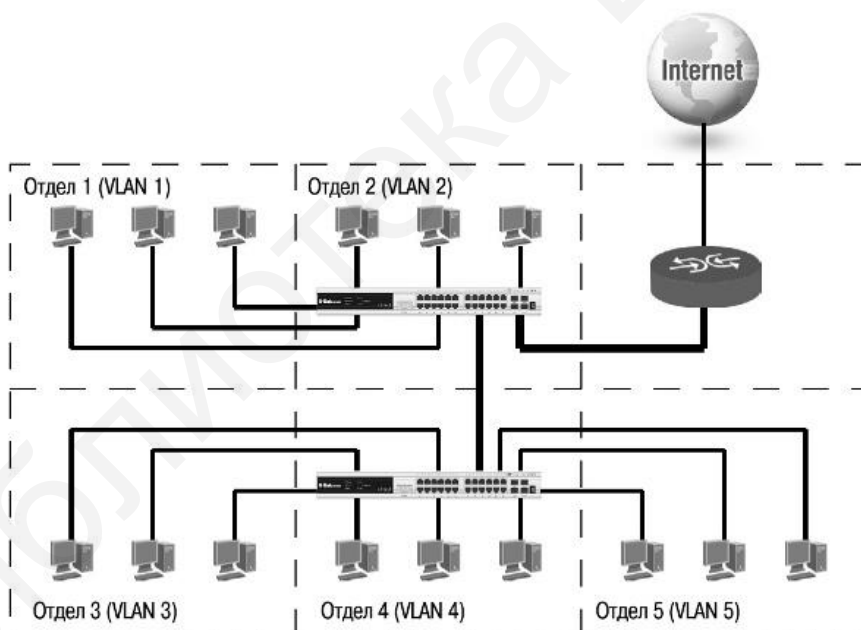 Internet
Отдел 1 (VLAN 1)
Отдел 2 (VLAN 2)
Отдел 3 (VLAN 3)
Отдел 4 (VLAN 4)
Отдел 5 (VLAN 5)